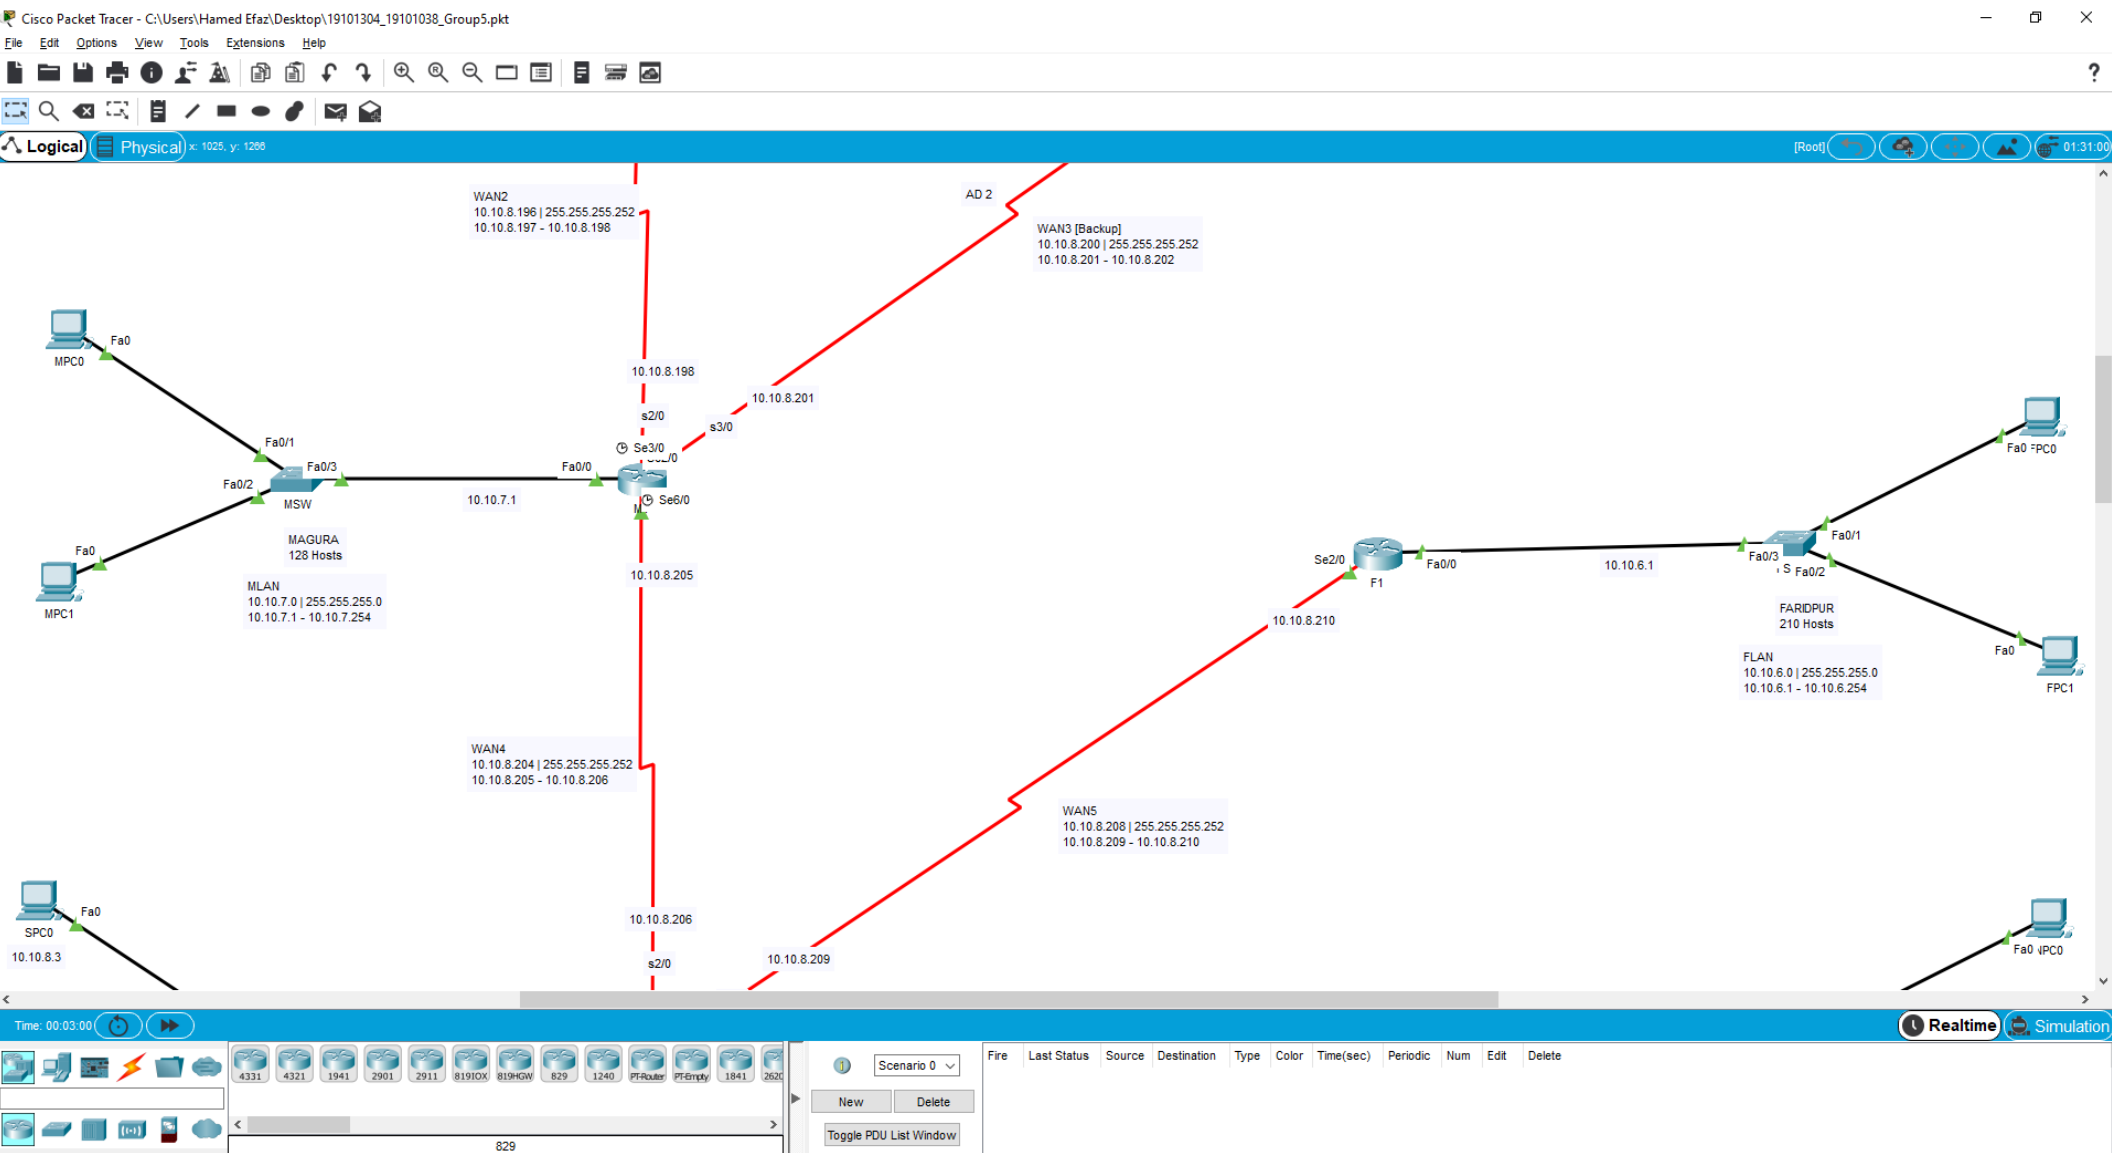 Cisco Packet Tracer - C:\Users\Hamed Efaz\Desktop\19101304_19101038_Group5.pkt
File Edit Options View Tools Extensions Help
?
Logical Physical x: 1025, y: 1266 [Root] 01:31:00
WAN2
10.10.8.196 | 255.255.255.252
10.10.8.197 - 10.10.8.198
AD 2
WAN3 [Backup]
10.10.8.200 | 255.255.255.252
10.10.8.201 - 10.10.8.202
Fa0
MPC0
10.10.8.198
10.10.8.201
s2/0
s3/0
Fa0/1
Se3/0
Fa0/3
Fa0/0
Fa0/2
MSW
10.10.7.1
Se6/0
Fa0
PC0
MAGURA
128 Hosts
Fa0
MPC1
MLAN
10.10.7.0 | 255.255.255.0
10.10.7.1 - 10.10.7.254
10.10.8.205
Se2/0
F1
Fa0/0
10.10.6.1
Fa0/3
Fa0/1
S
Fa0/2
10.10.8.210
FARIDPUR
210 Hosts
Fa0
FPC1
FLAN
10.10.6.0 | 255.255.255.0
10.10.6.1 - 10.10.6.254
WAN4
10.10.8.204 | 255.255.255.252
10.10.8.205 - 10.10.8.206
WAN5
10.10.8.208 | 255.255.255.252
10.10.8.209 - 10.10.8.210
Fa0
SPC0
10.10.8.3
10.10.8.206
s2/0
10.10.8.209
Fa0
PC0
Time: 00:03:00 Realtime Simulation
4331 4321 1941 2901 2911 819IOX 819HGW 829 1240 PT-Router PT-Empty 1841 262
829
Scenario 0
New Delete
Toggle PDU List Window
Fire Last Status Source Destination Type Color Time(sec) Periodic Num Edit Delete